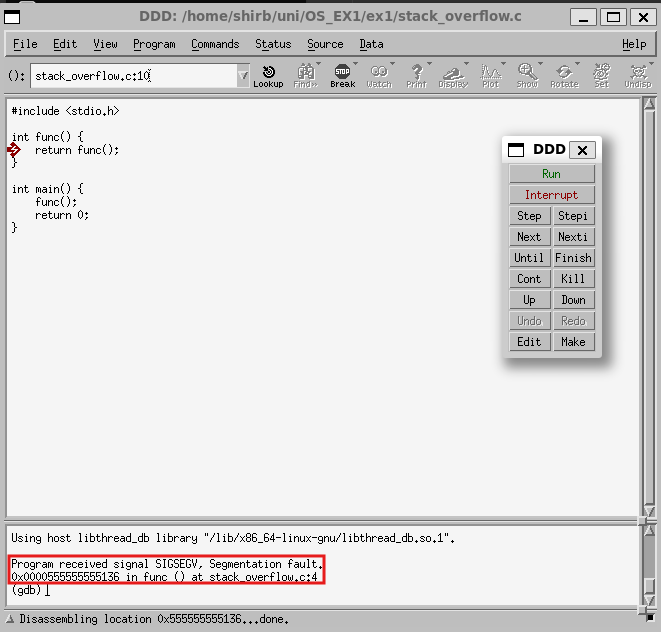 DDD: /home/shirb/uni/OS_EX1/ex1/stack_overflow.c
File Edit View Program Commands Status Source Data Help
(): stack_overflow.c:10
Lookup Find» Break Watch Print Display Plot Show Rotate Set Undisp
STOP
#include <stdio.h>
int func() {
    return func();
}
int main() {
    func();
    return 0;
}
DDD
Run
Interrupt
Step Stepi
Next Nexti
Until Finish
Cont Kill
Up Down
Undo Redo
Edit Make
Using host libthread_db library "/lib/x86_64-linux-gnu/libthread_db.so.1".
Program received signal SIGSEGV, Segmentation fault.
0x0000555555555136 in func () at stack_overflow.c:4
(gdb)
Disassembling location 0x555555555136...done.